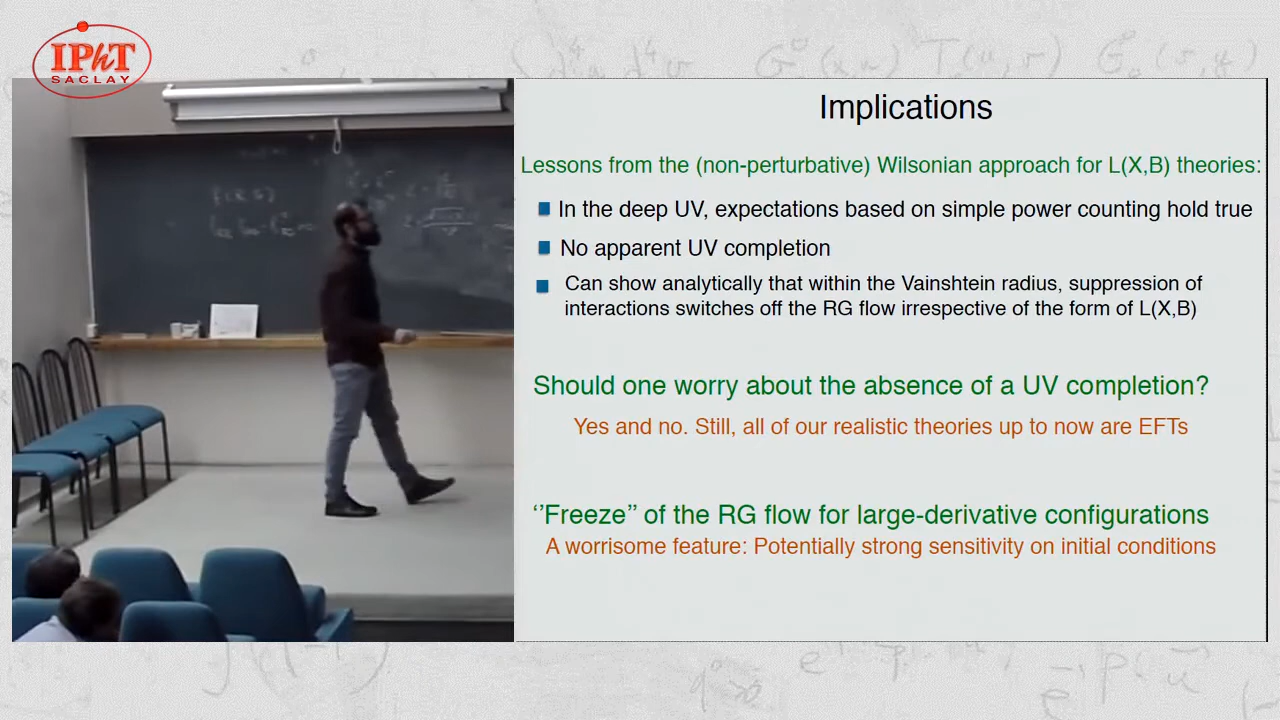 IPhT
SACLAY
Implications
Lessons from the (non-perturbative) Wilsonian approach for L(X,B) theories:
In the deep UV, expectations based on simple power counting hold true
No apparent UV completion
Can show analytically that within the Vainshtein radius, suppression of
interactions switches off the RG flow irrespective of the form of L(X,B)
Should one worry about the absence of a UV completion?
Yes and no. Still, all of our realistic theories up to now are EFTs
‘’Freeze’’ of the RG flow for large-derivative configurations
A worrisome feature: Potentially strong sensitivity on initial conditions